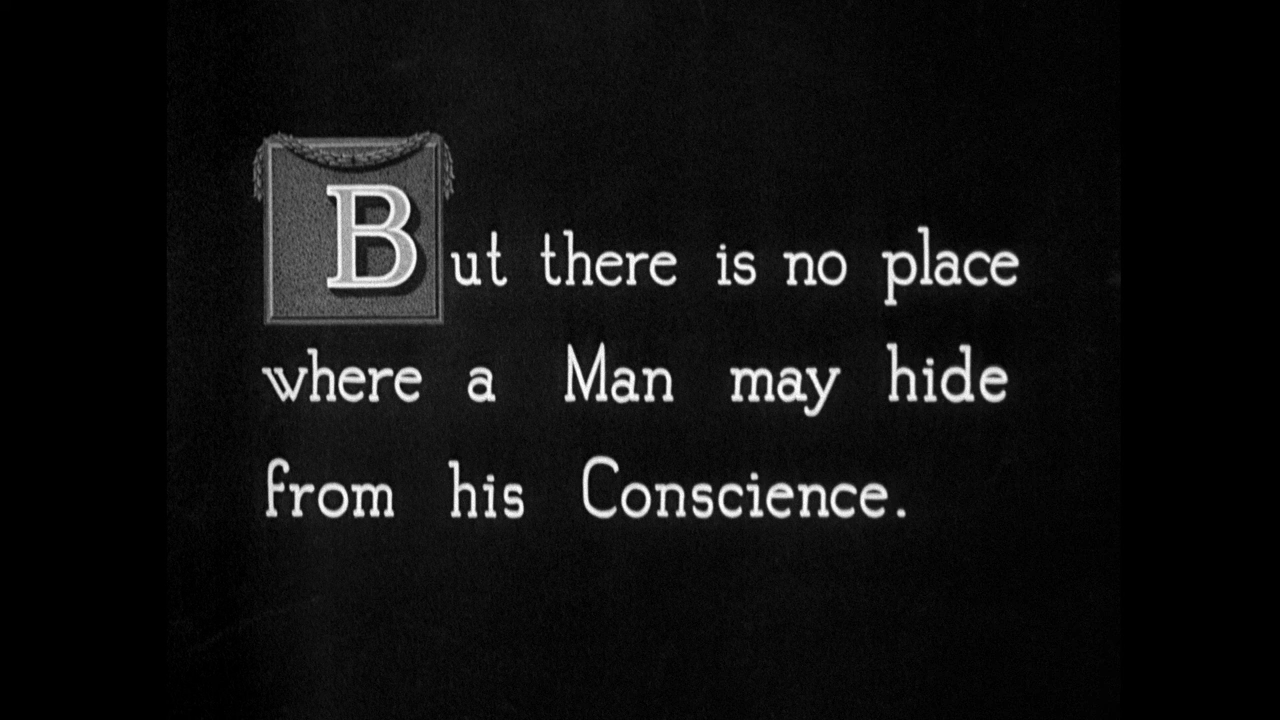 But there is no place
where a Man may hide
from his Conscience.